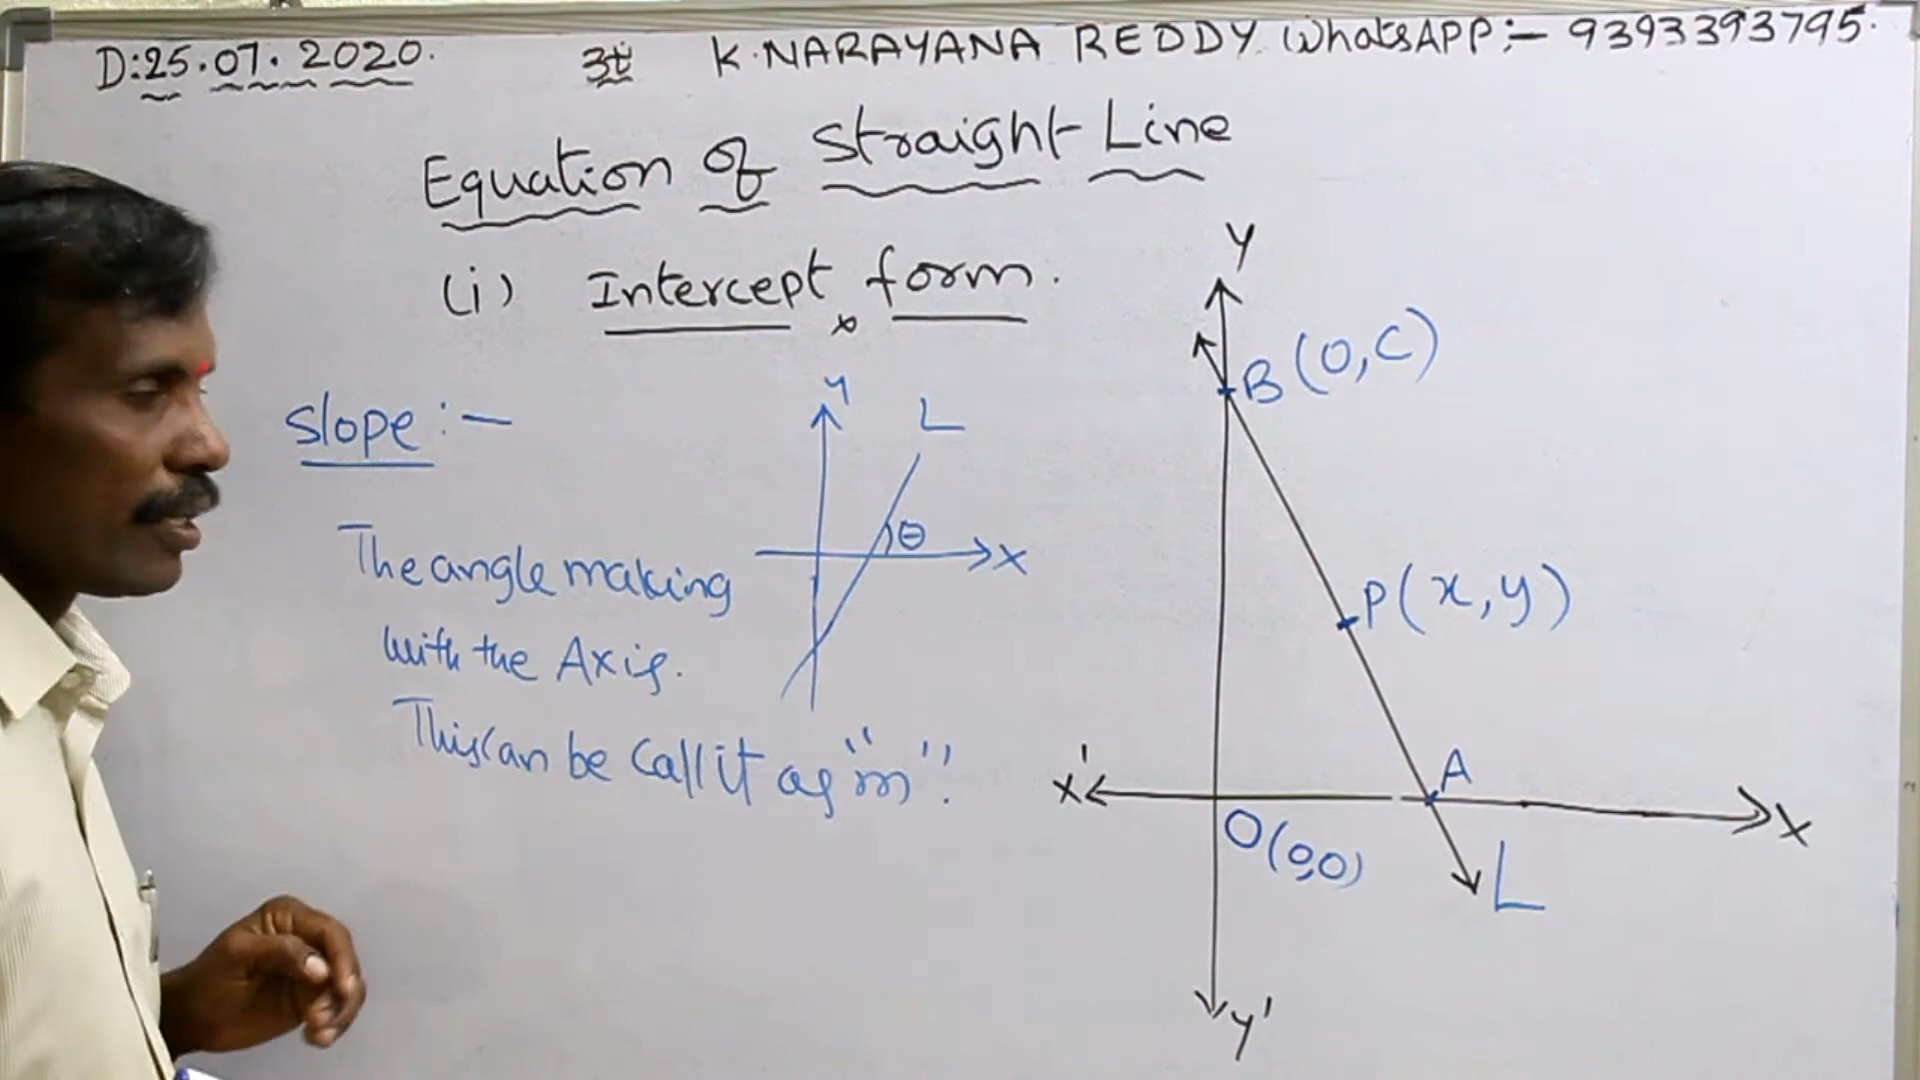 D:25.07.2020. K.NARAYANA REDDY WhatsAPP:- 9393393795.
Equation of Straight Line
(i) Intercept form.
Slope:-
The angle making
with the Axis.
This can be Call it as "m".
Y
L
θ
X
Y
B(0,C)
P(x,y)
A
X'
X
O(0,0)
L
Y'